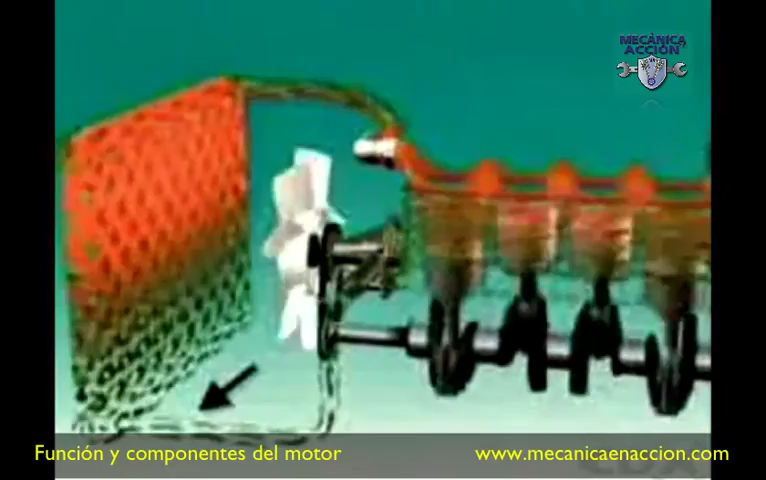 MECÁNICA
ACCIÓN
Función y componentes del motor
www.mecanicaenaccion.com